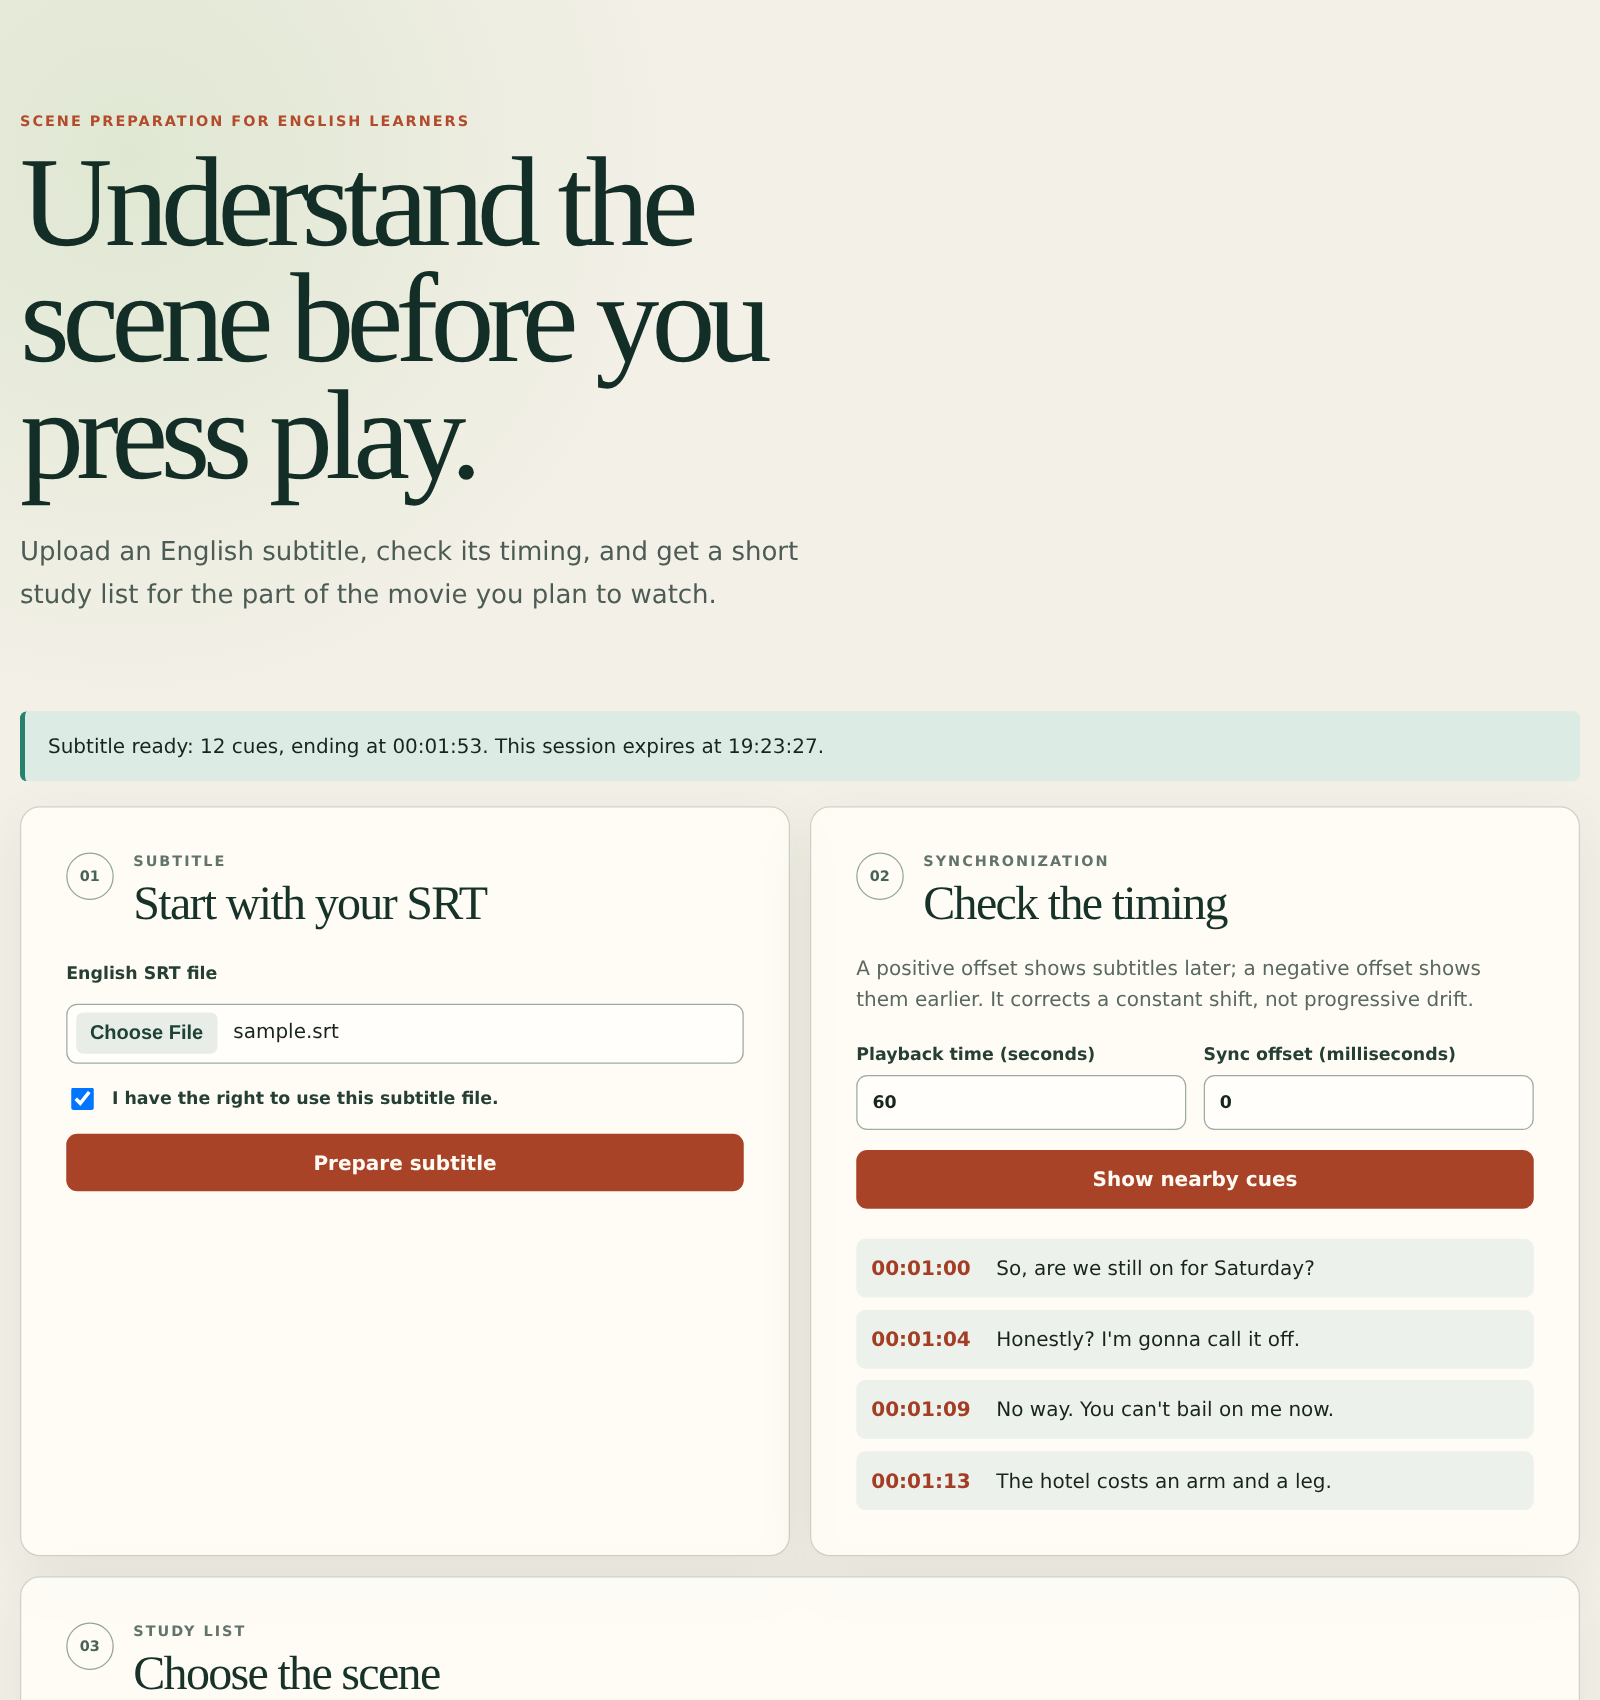 SCENE PREPARATION FOR ENGLISH LEARNERS
Understand the
scene before you
press play.
Upload an English subtitle, check its timing, and get a short
study list for the part of the movie you plan to watch.
Subtitle ready: 12 cues, ending at 00:01:53. This session expires at 19:23:27.
01
SUBTITLE
Start with your SRT
English SRT file
Choose File sample.srt
I have the right to use this subtitle file.
Prepare subtitle
02
SYNCHRONIZATION
Check the timing
A positive offset shows subtitles later; a negative offset shows
them earlier. It corrects a constant shift, not progressive drift.
Playback time (seconds)
60
Sync offset (milliseconds)
0
Show nearby cues
00:01:00 So, are we still on for Saturday?
00:01:04 Honestly? I'm gonna call it off.
00:01:09 No way. You can't bail on me now.
00:01:13 The hotel costs an arm and a leg.
03
STUDY LIST
Choose the scene